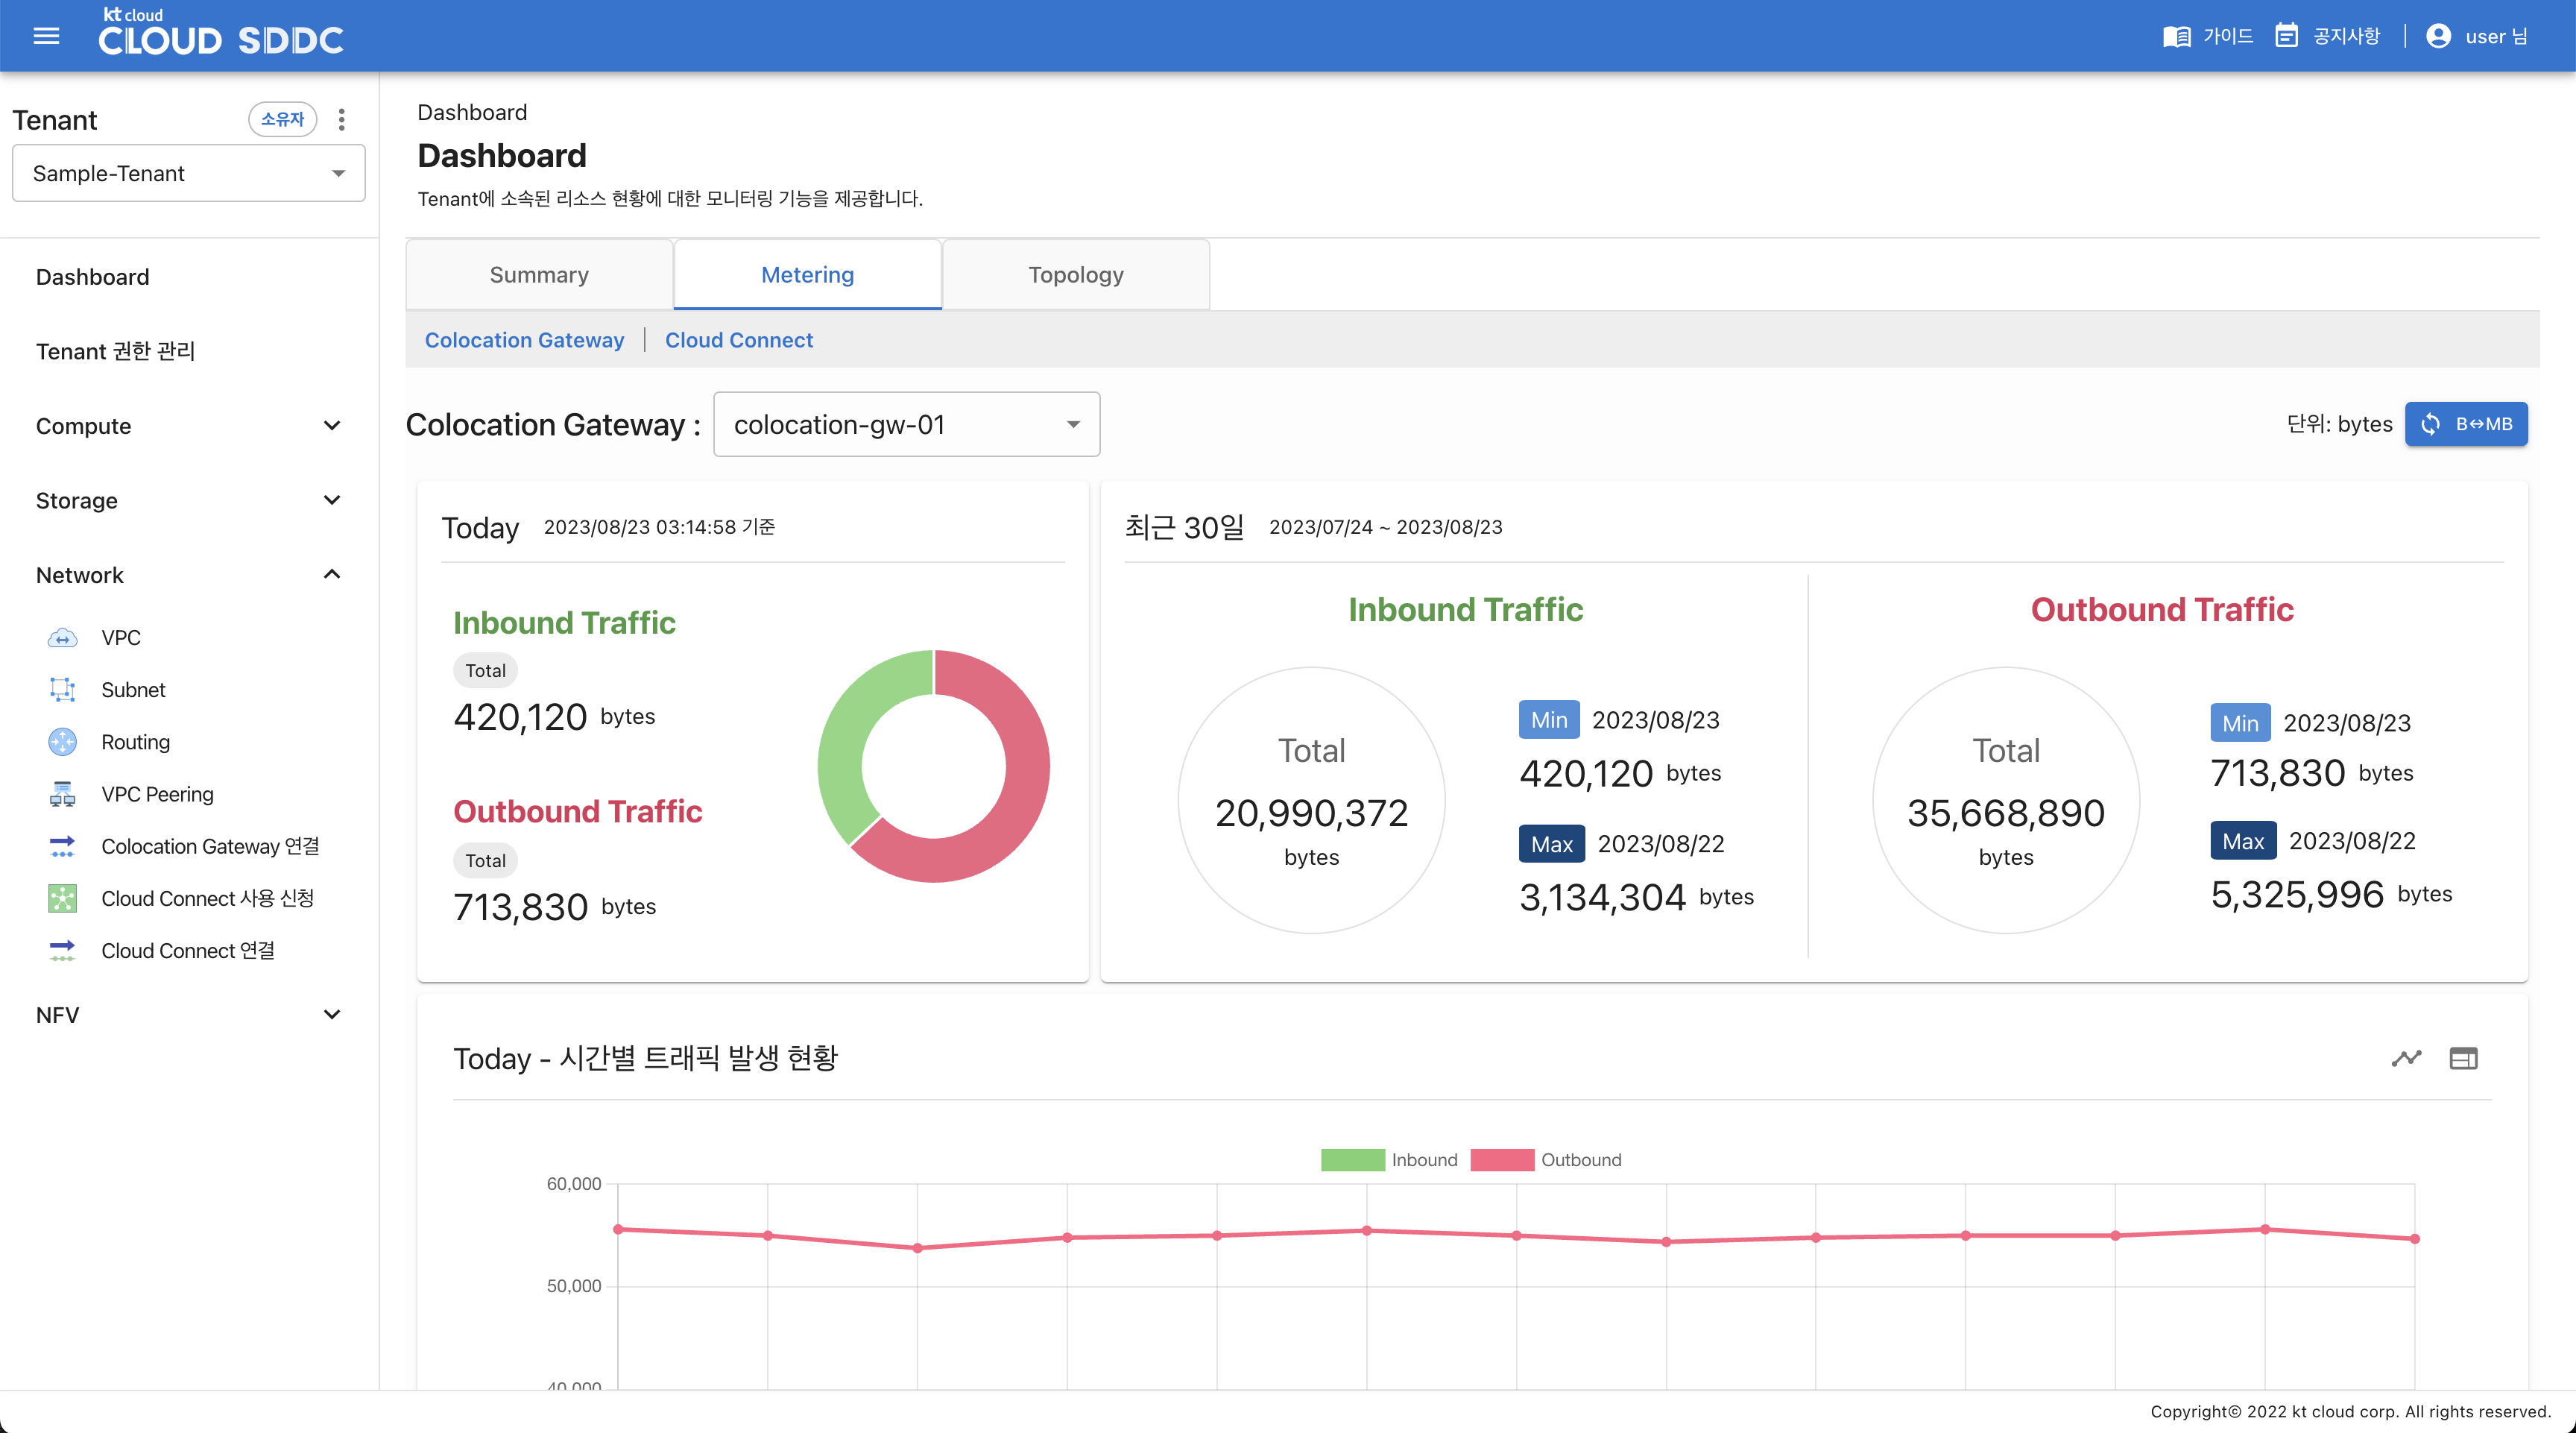 kt cloud
CLOUD SDDC
가이드
공지사항
user 님
Tenant
소유자
Sample-Tenant
Dashboard
Tenant 권한 관리
Compute
Storage
Network
VPC
Subnet
Routing
VPC Peering
Colocation Gateway 연결
Cloud Connect 사용 신청
Cloud Connect 연결
NFV
Dashboard
Dashboard
Tenant에 소속된 리소스 현황에 대한 모니터링 기능을 제공합니다.
Summary
Metering
Topology
Colocation Gateway
Cloud Connect
Colocation Gateway :
colocation-gw-01
단위: bytes
B↔MB
Today 2023/08/23 03:14:58 기준
Inbound Traffic
Total
420,120 bytes
Outbound Traffic
Total
713,830 bytes
최근 30일 2023/07/24 ~ 2023/08/23
Inbound Traffic
Total
20,990,372
bytes
Min 2023/08/23
420,120 bytes
Max 2023/08/22
3,134,304 bytes
Outbound Traffic
Total
35,668,890
bytes
Min 2023/08/23
713,830 bytes
Max 2023/08/22
5,325,996 bytes
Today - 시간별 트래픽 발생 현황
Inbound Outbound
60,000
50,000
40,000
Copyright© 2022 kt cloud corp. All rights reserved.